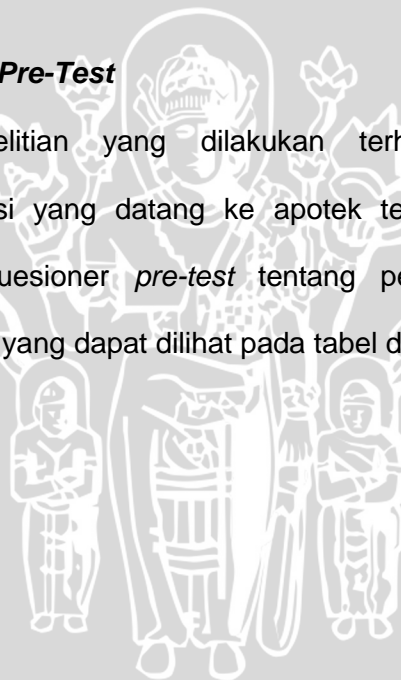 Pre-Test
elitian yang dilakukan terh
si yang datang ke apotek te
uesioner pre-test tentang pe
yang dapat dilihat pada tabel d